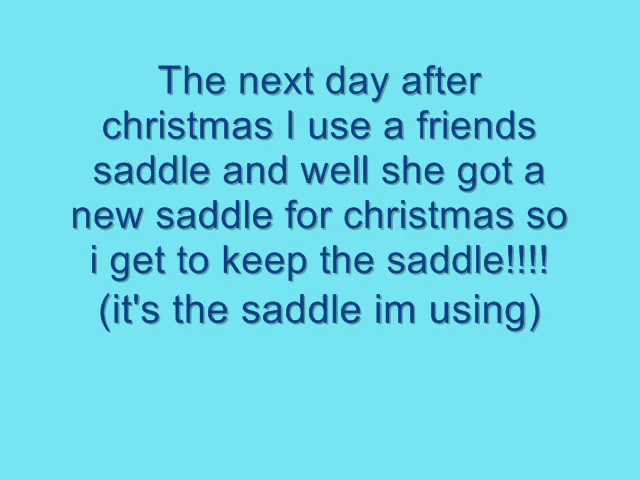 The next day after
christmas I use a friends
saddle and well she got a
new saddle for christmas so
i get to keep the saddle!!!!
(it's the saddle im using)